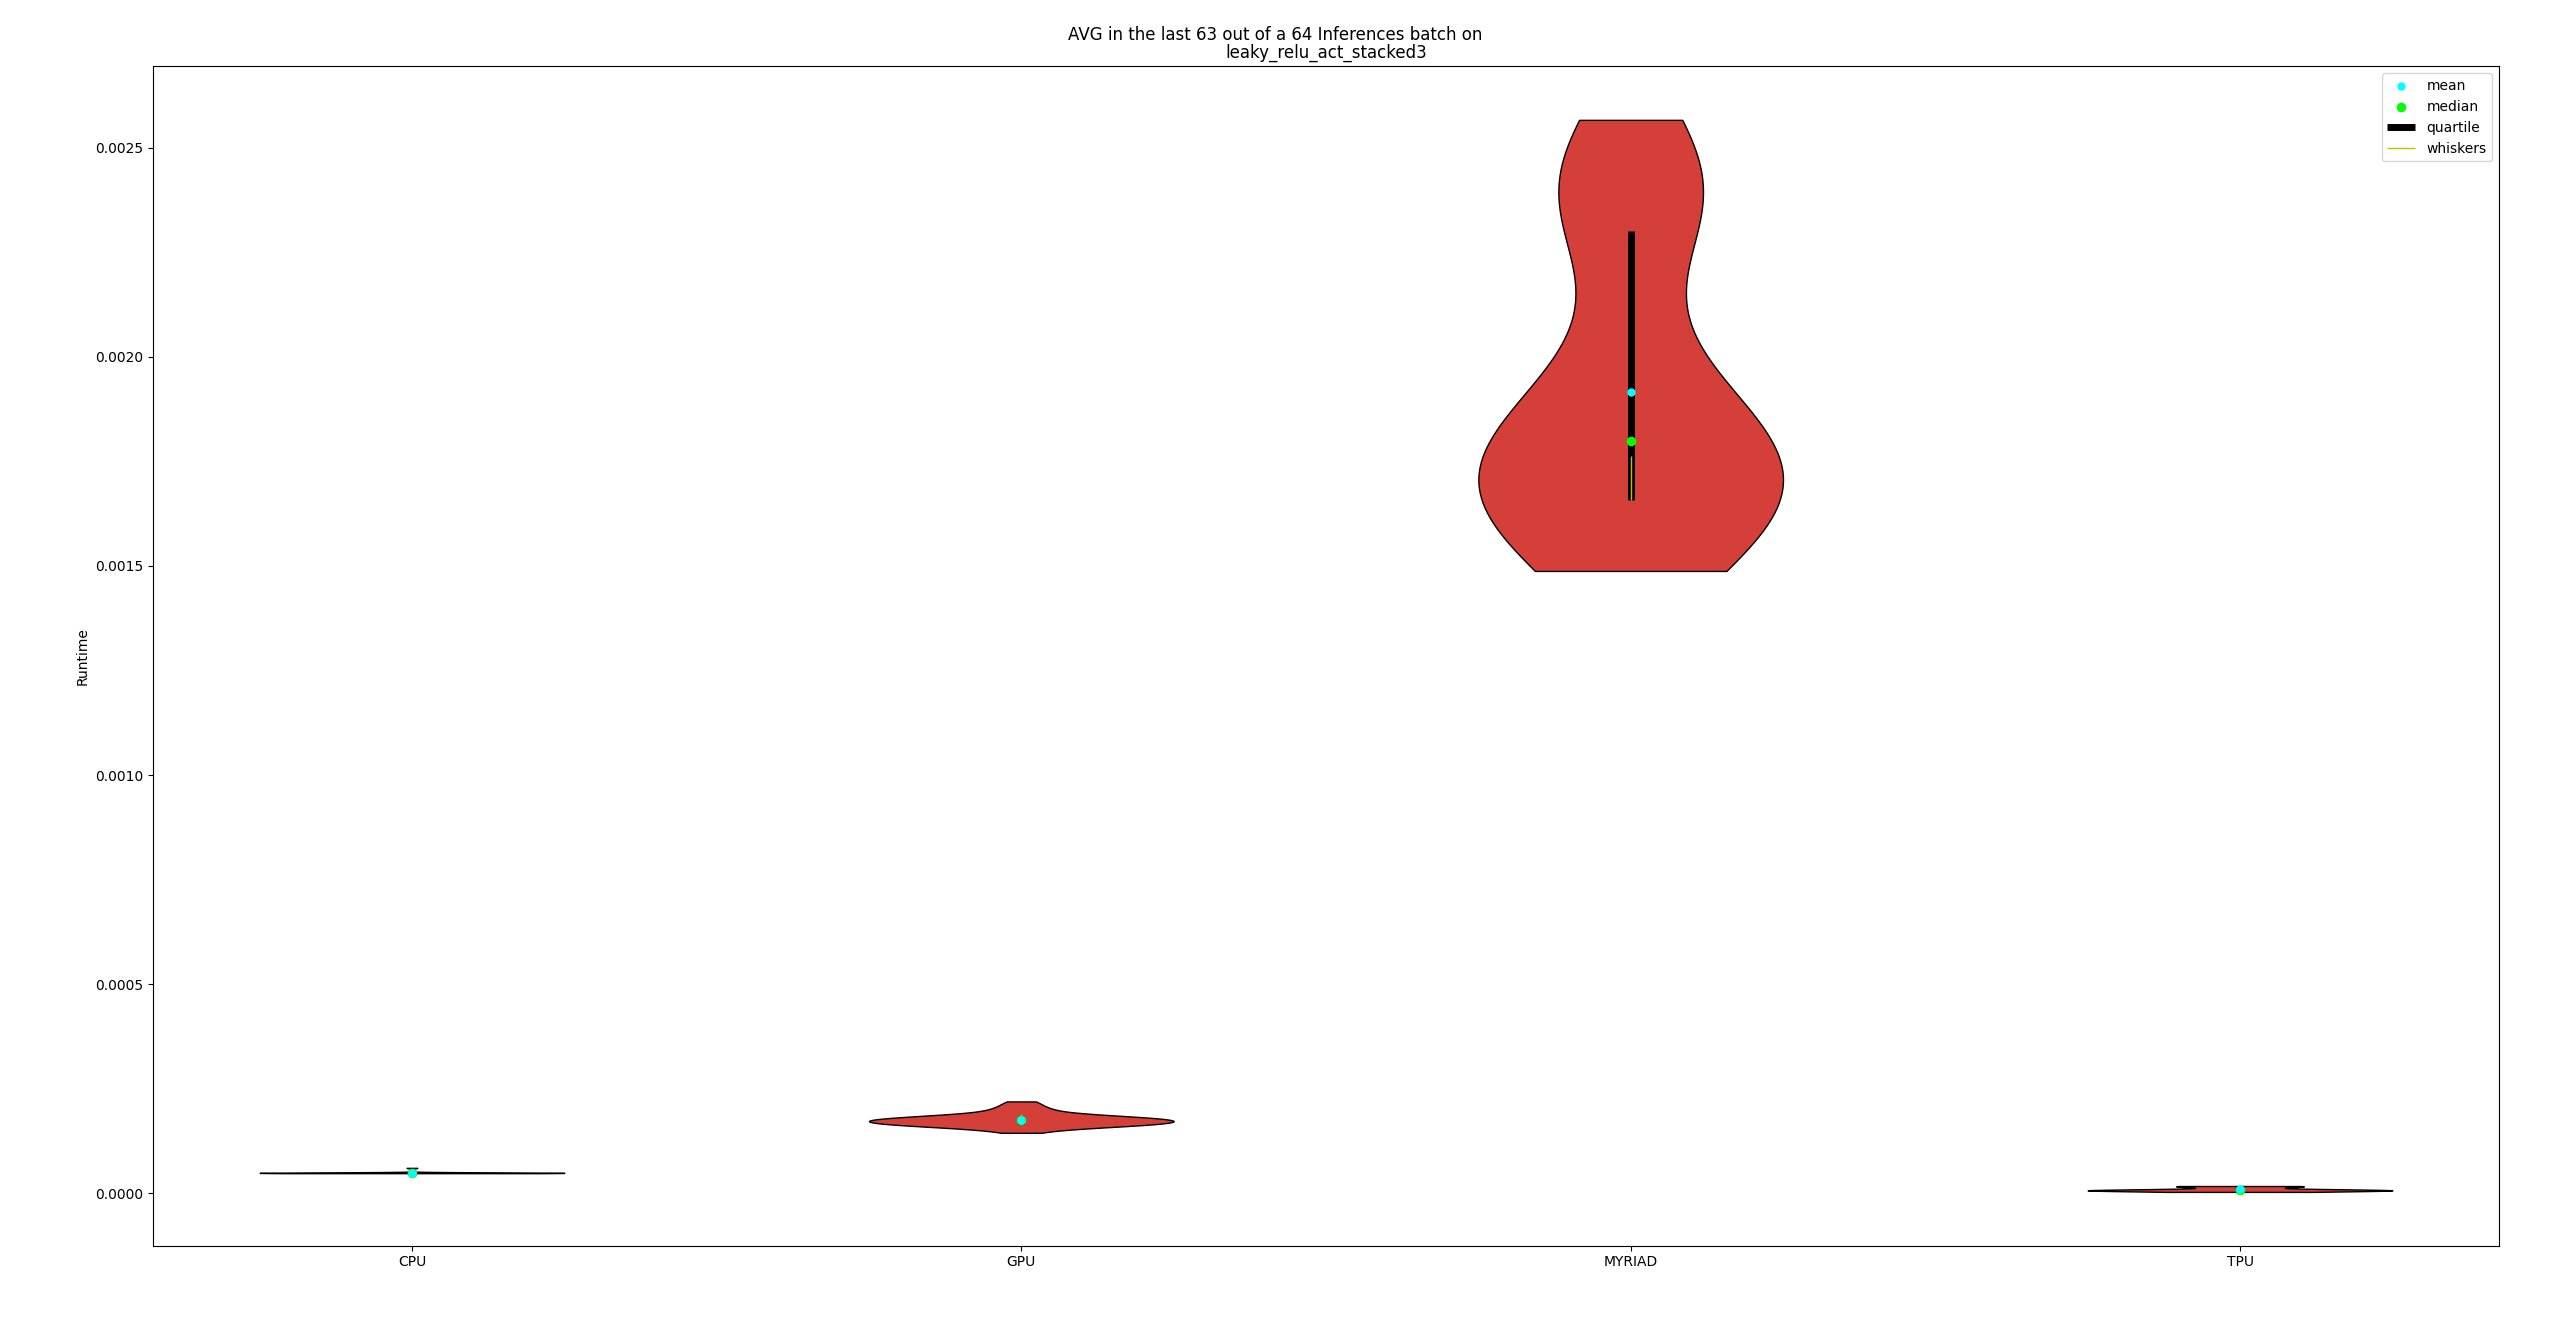 AVG in the last 63 out of a 64 Inferences batch on
leaky_relu_act_stacked3
mean
median
quartile
whiskers
0.0025
0.0020
0.0015
0.0010
0.0005
0.0000
Runtime
CPU
GPU
MYRIAD
TPU